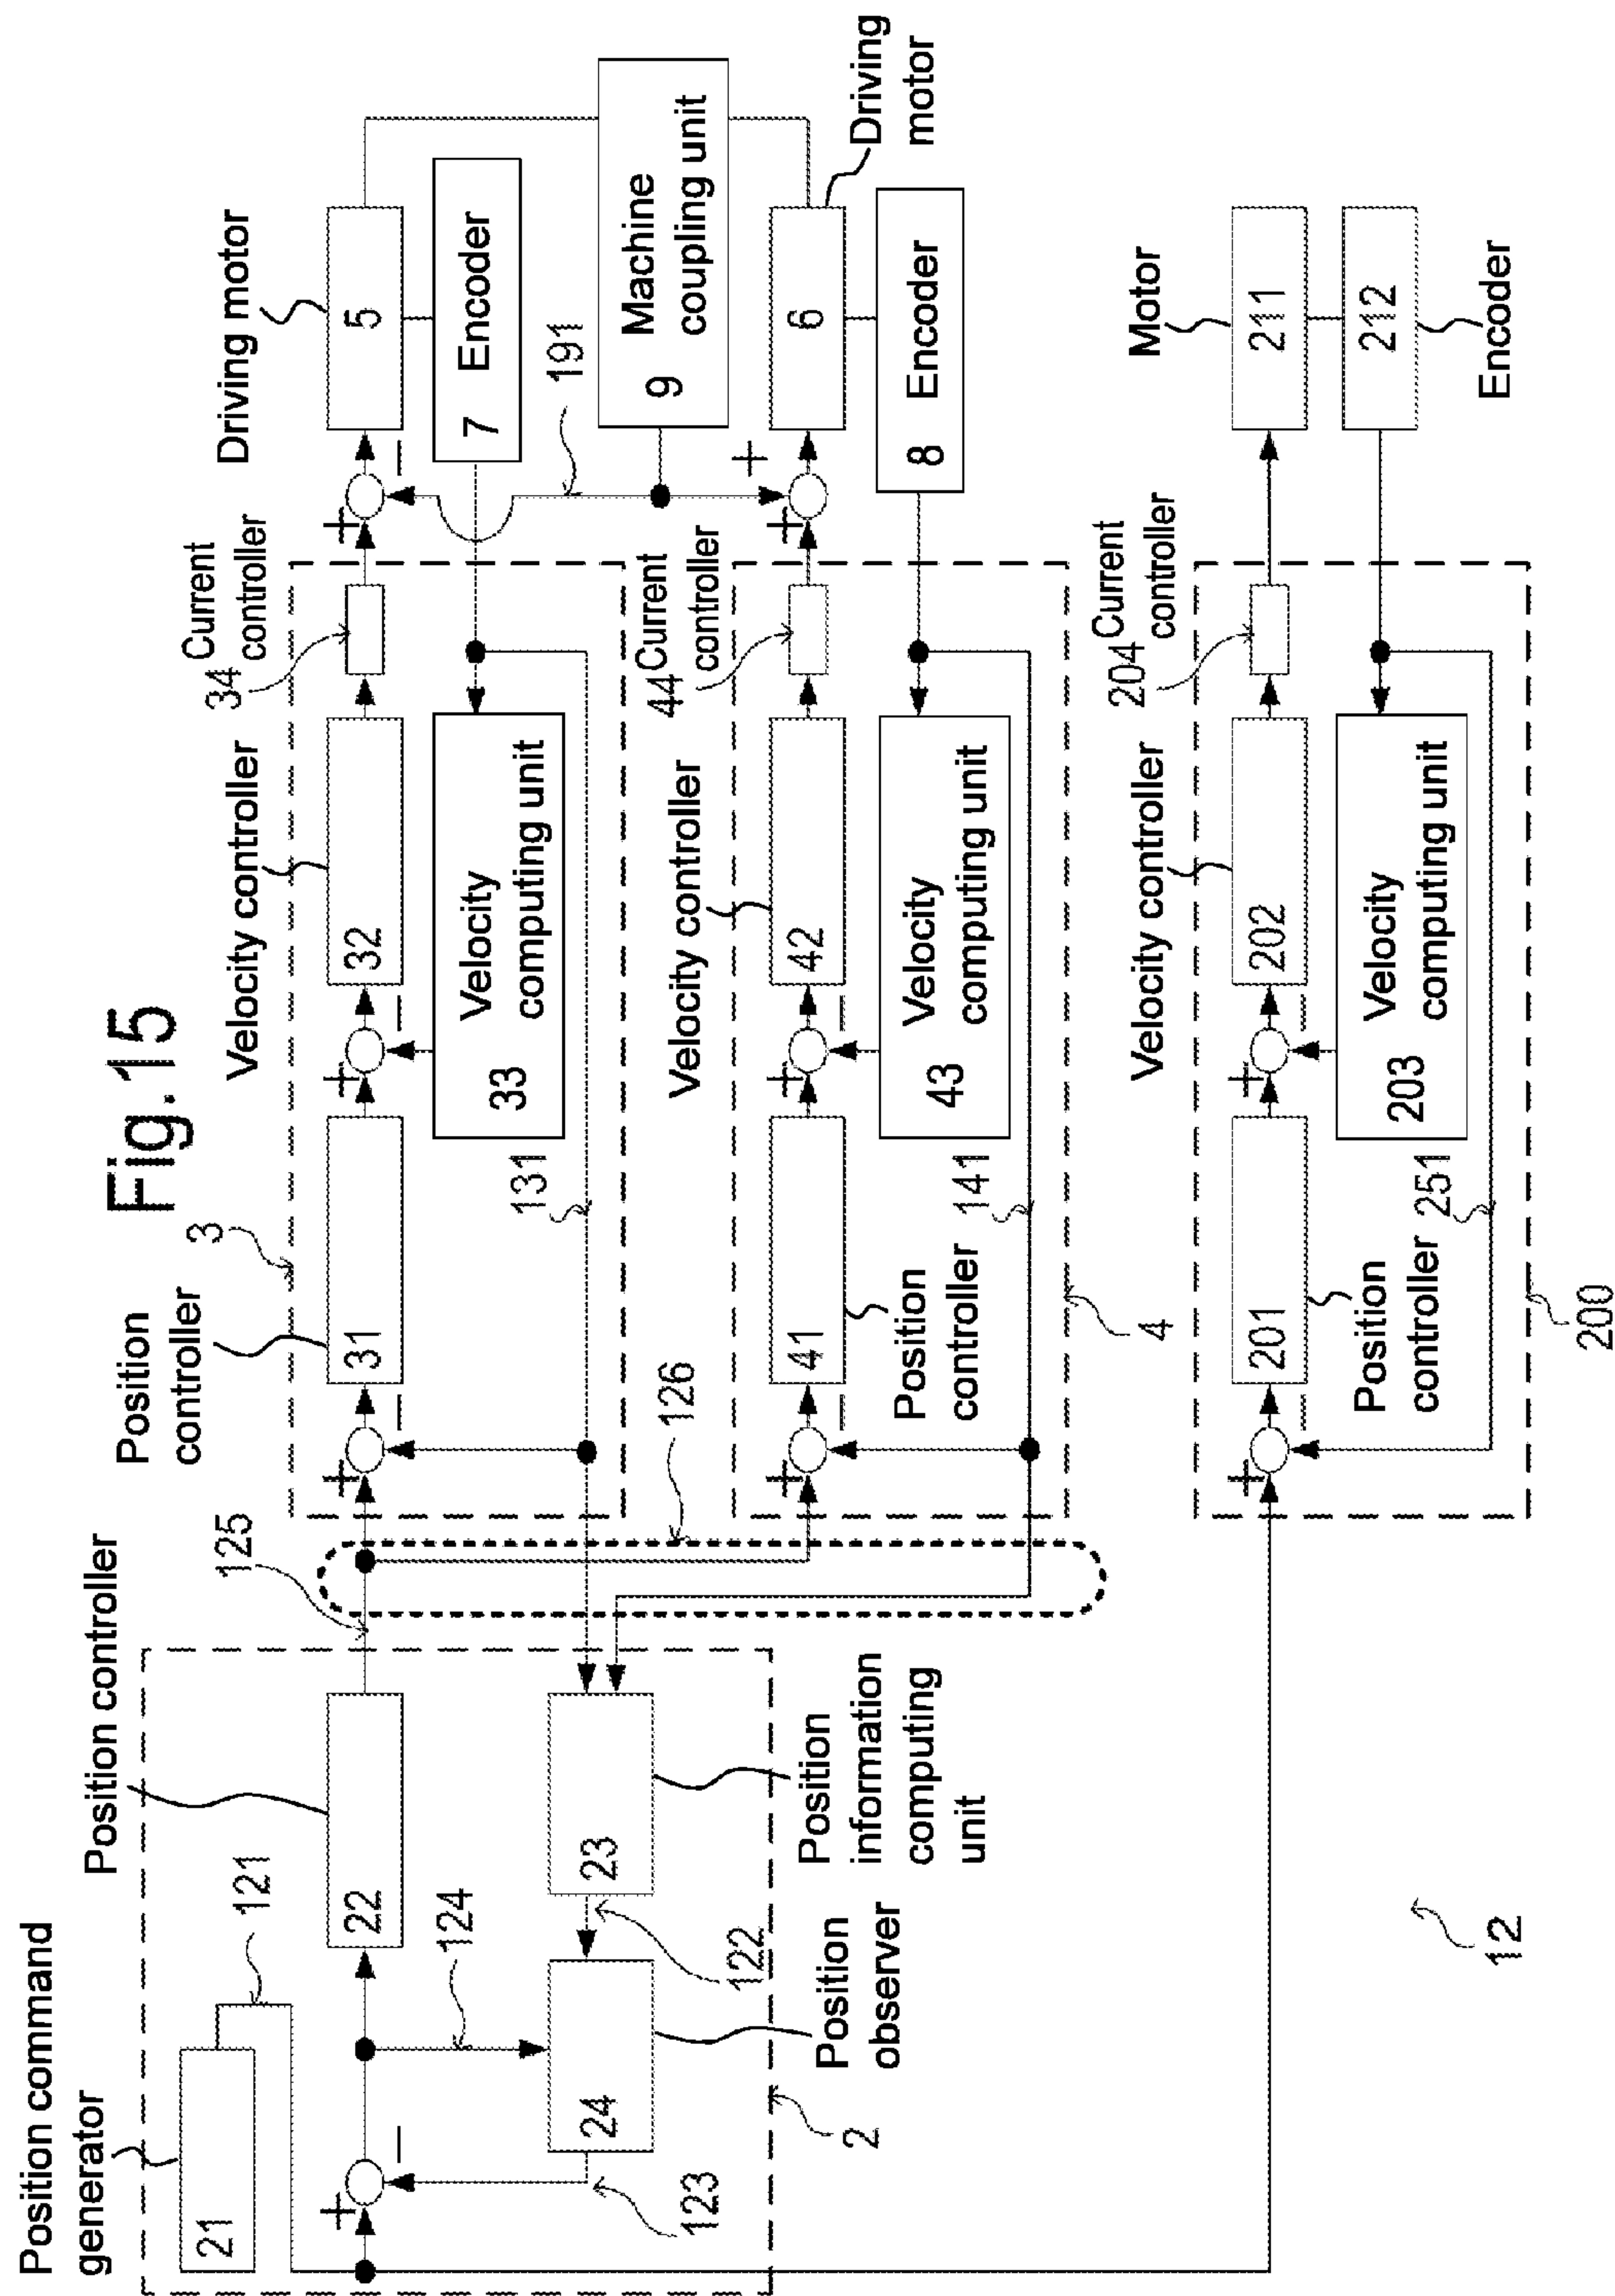 Fig.15
Position command
generator
21
121
Position controller
22
125
124
Position
observer
24
123
122
Position
information
computing
unit
23
2
126
3
Position
controller
31
Velocity controller
32
Current
controller
34
Velocity
computing unit
33
131
Driving motor
5
Encoder
7
191
Machine
coupling unit
9
Position
controller
41
Velocity controller
42
Current
controller
44
Velocity
computing unit
43
141
4
Driving
motor
6
Encoder
8
Position
controller
201
Velocity controller
202
Current
controller
204
Velocity
computing unit
203
251
200
Motor
211
212
Encoder
12
+
−
+
−
+
−
+
−
+
−
+
−
+
+
+
−
+
−